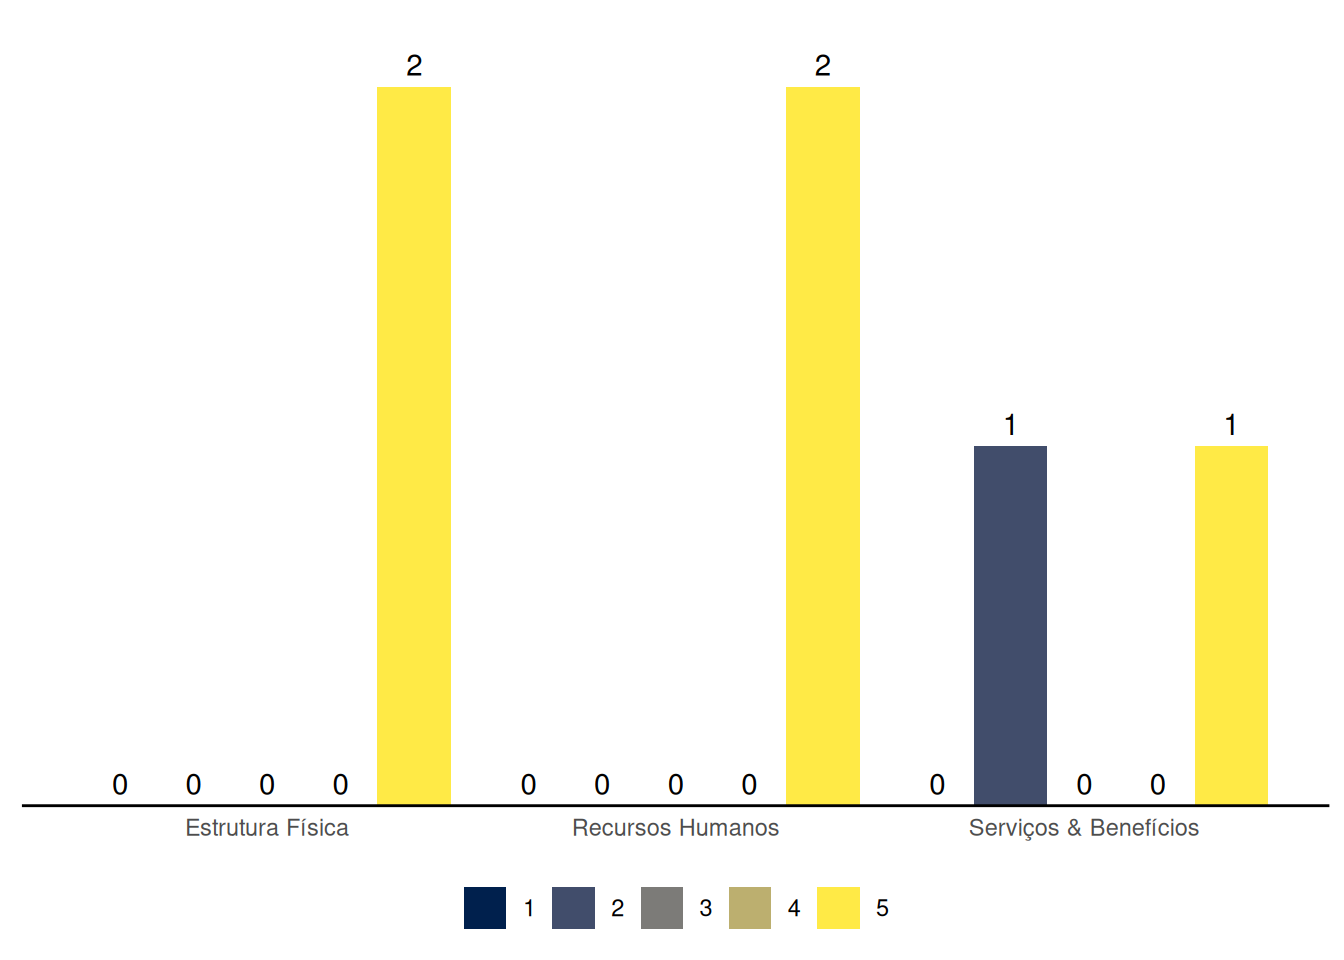 2 2
1 1
0 0 0 0 0 0 0 0 0 0 0
Estrutura Física Recursos Humanos Serviços & Benefícios
1 2 3 4 5